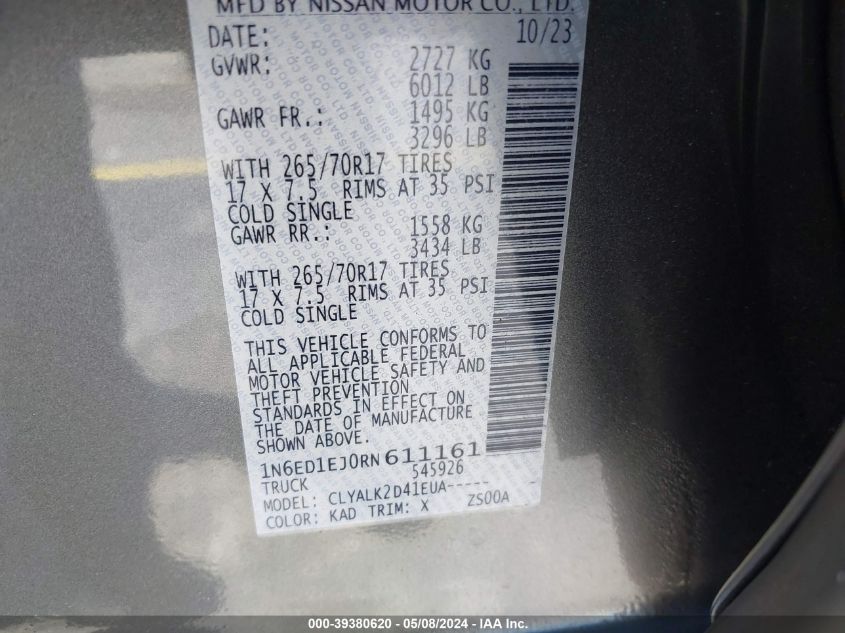 MFD BY NISSAN MOTOR CO., LTD.
DATE: 10/23
GVWR: 2727 KG
6012 LB
GAWR FR.: 1495 KG
3296 LB
WITH 265/70R17 TIRES
17 X 7.5 RIMS AT 35 PSI
COLD SINGLE
GAWR RR.: 1558 KG
3434 LB
WITH 265/70R17 TIRES
17 X 7.5 RIMS AT 35 PSI
COLD SINGLE
THIS VEHICLE CONFORMS TO
ALL APPLICABLE FEDERAL
MOTOR VEHICLE SAFETY AND
THEFT PREVENTION
STANDARDS IN EFFECT ON
THE DATE OF MANUFACTURE
SHOWN ABOVE.
1N6ED1EJ0RN611161
TRUCK 545926
MODEL: CLYALK2D41EUA-----
COLOR: KAD TRIM: X ZS00A
000-39380620 - 05/08/2024 - IAA Inc.